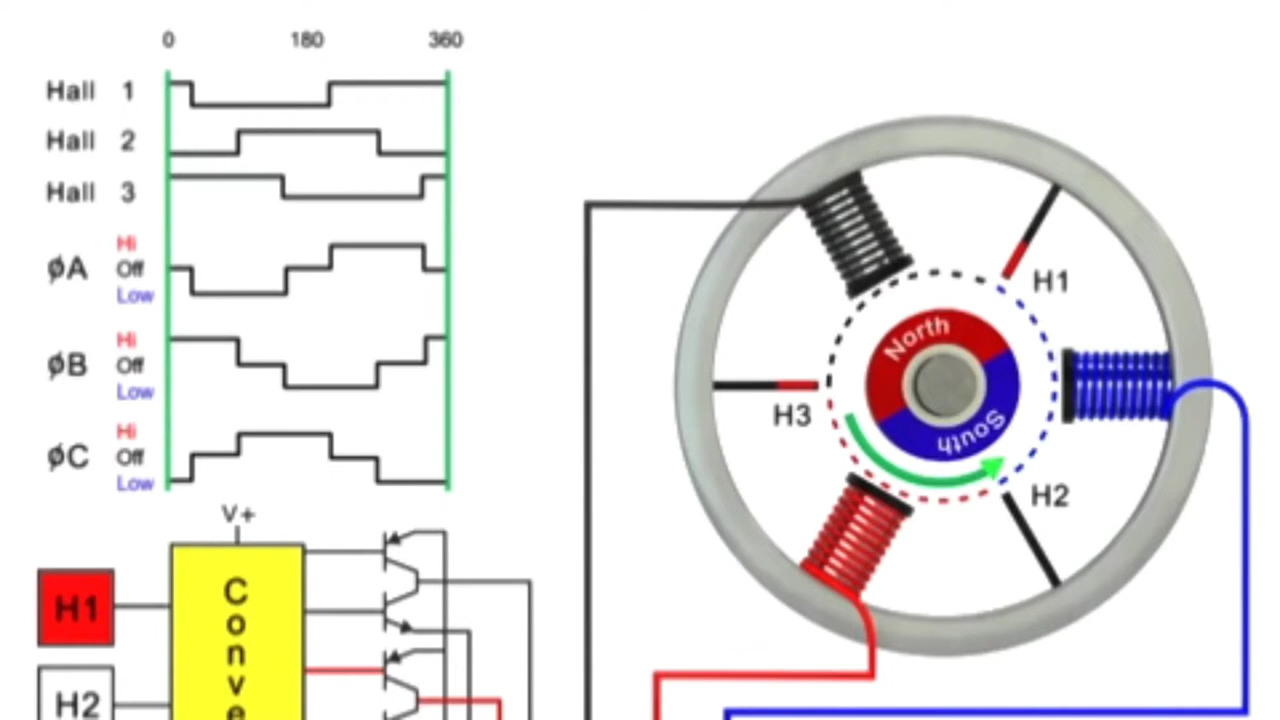 0 180 360
Hall 1
Hall 2
Hall 3
Hi
øA Off
Low
Hi
øB Off
Low
Hi
øC Off
Low
V+
H1
H2
Conve
North
South
H1
H2
H3